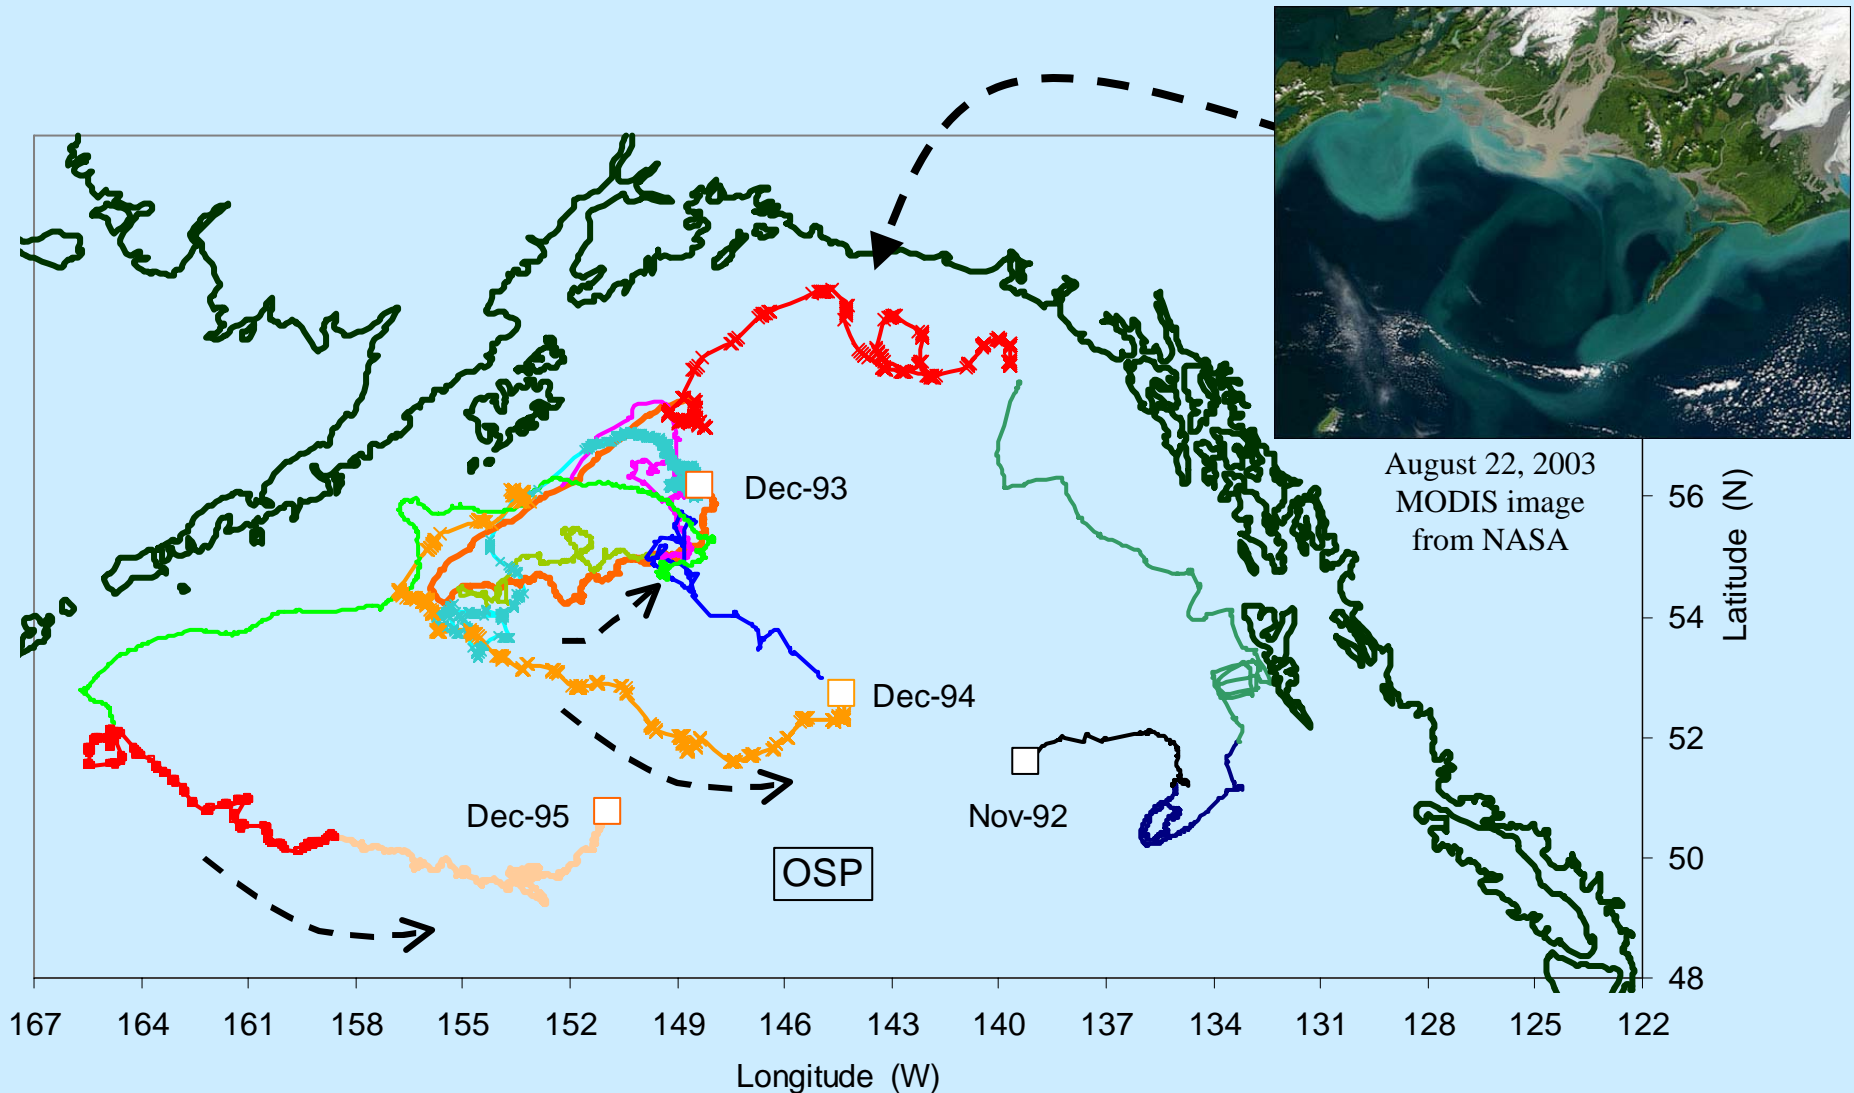 August 22, 2003
MODIS image
from NASA
Dec-93
Dec-94
Dec-95
Nov-92
OSP
56
54
52
50
48
Latitude (N)
167 164 161 158 155 152 149 146 143 140 137 134 131 128 125 122
Longitude (W)